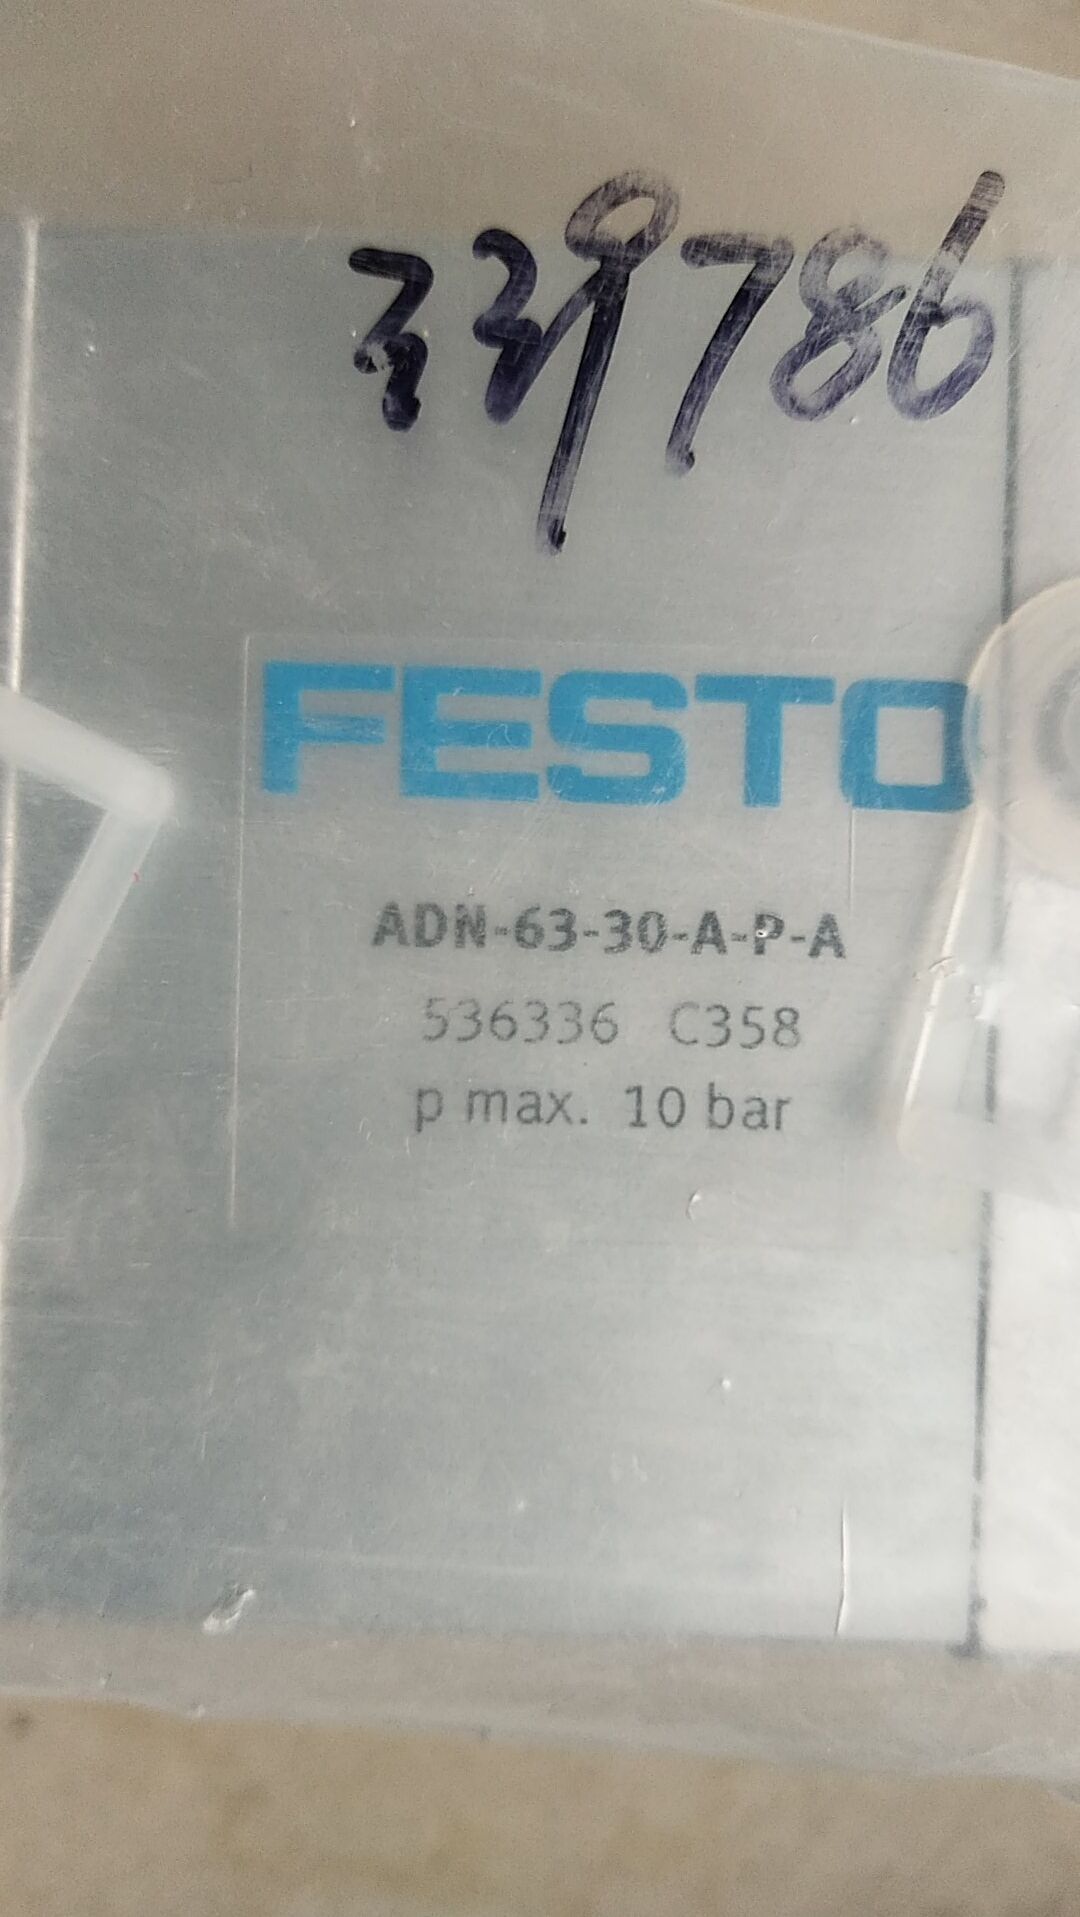 339786
FESTO
ADN-63-30-A-P-A
536336 C358
p max. 10 bar